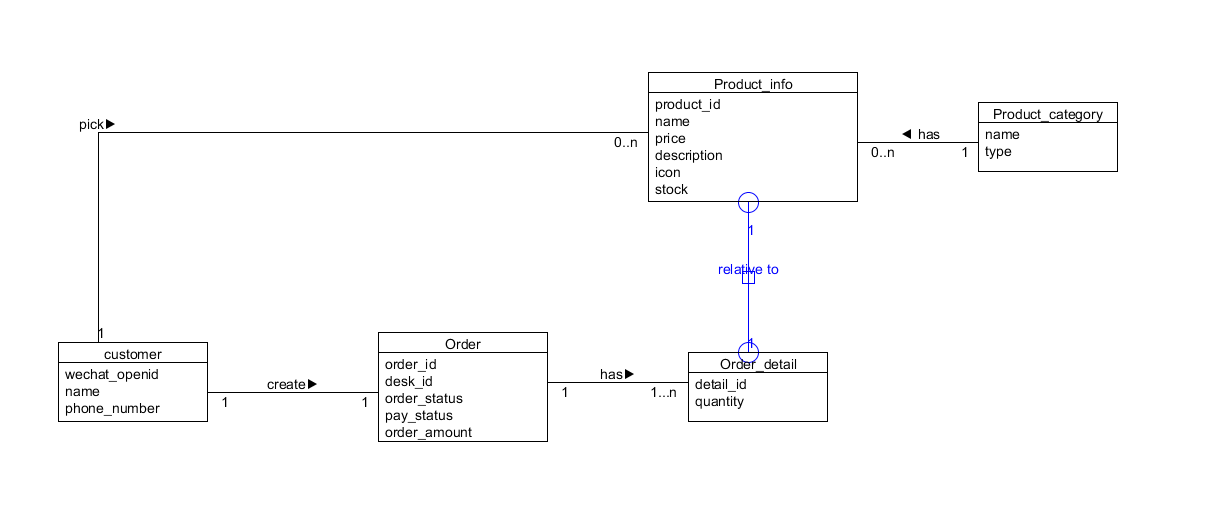 Product_info
product_id
name
price
description
icon
stock
Product_category
name
type
pick
0..n
has
0..n
1
1
relative to
1
1
customer
wechat_openid
name
phone_number
create
1
1
Order
order_id
desk_id
order_status
pay_status
order_amount
has
1
1...n
Order_detail
detail_id
quantity